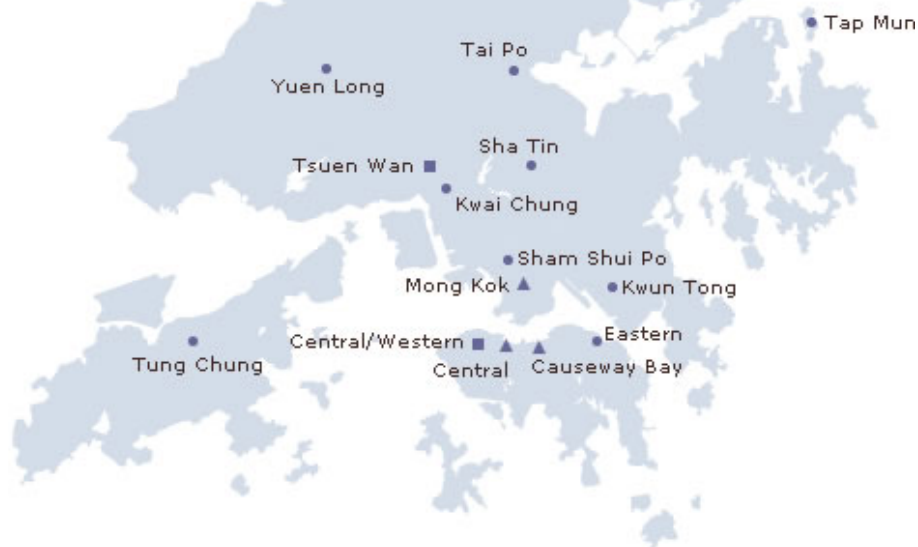 Tap Mun
Tai Po
Yuen Long
Sha Tin
Tsuen Wan
Kwai Chung
Sham Shui Po
Mong Kok
Kwun Tong
Eastern
Central/Western
Tung Chung
Central
Causeway Bay